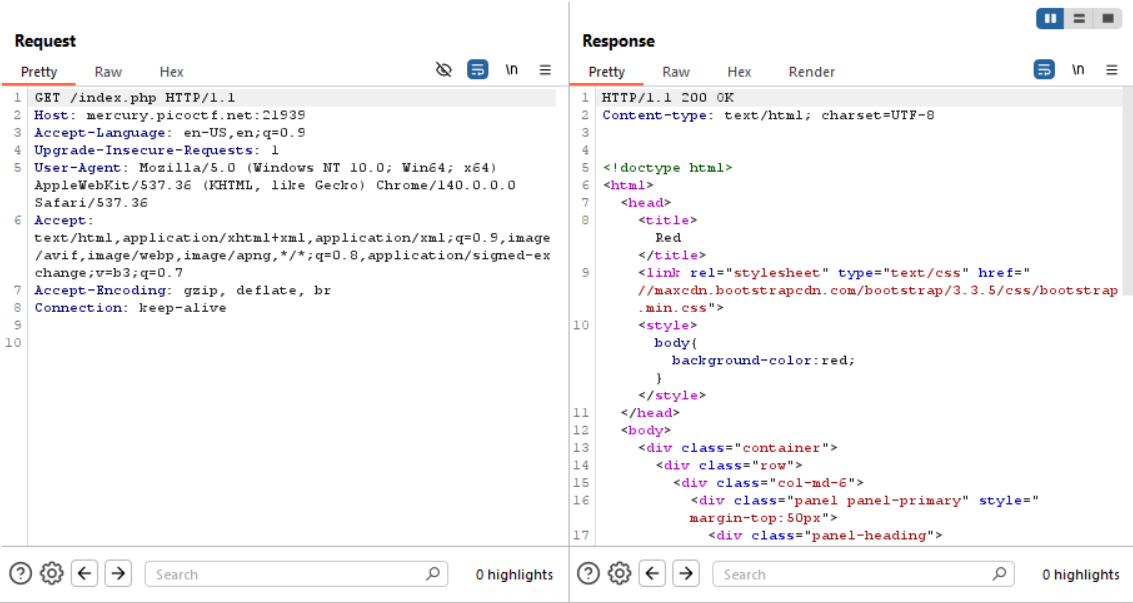 Request
Pretty Raw Hex \n
1 GET /index.php HTTP/1.1
2 Host: mercury.picoctf.net:21939
3 Accept-Language: en-US,en;q=0.9
4 Upgrade-Insecure-Requests: 1
5 User-Agent: Mozilla/5.0 (Windows NT 10.0; Win64; x64)
AppleWebKit/537.36 (KHTML, like Gecko) Chrome/140.0.0.0
Safari/537.36
6 Accept:
text/html,application/xhtml+xml,application/xml;q=0.9,image
/avif,image/webp,image/apng,*/*;q=0.8,application/signed-ex
change;v=b3;q=0.7
7 Accept-Encoding: gzip, deflate, br
8 Connection: keep-alive
9
10
Search 0 highlights
Response
Pretty Raw Hex Render \n
1 HTTP/1.1 200 OK
2 Content-type: text/html; charset=UTF-8
3
4
5 <!doctype html>
6 <html>
7 <head>
8 <title>
Red
</title>
9 <link rel="stylesheet" type="text/css" href="
//maxcdn.bootstrapcdn.com/bootstrap/3.3.5/css/bootstrap
.min.css">
10 <style>
body{
background-color:red;
}
</style>
11 </head>
12 <body>
13 <div class="container">
14 <div class="row">
15 <div class="col-md-6">
16 <div class="panel panel-primary" style="
margin-top:50px">
17 <div class="panel-heading">
Search 0 highlights